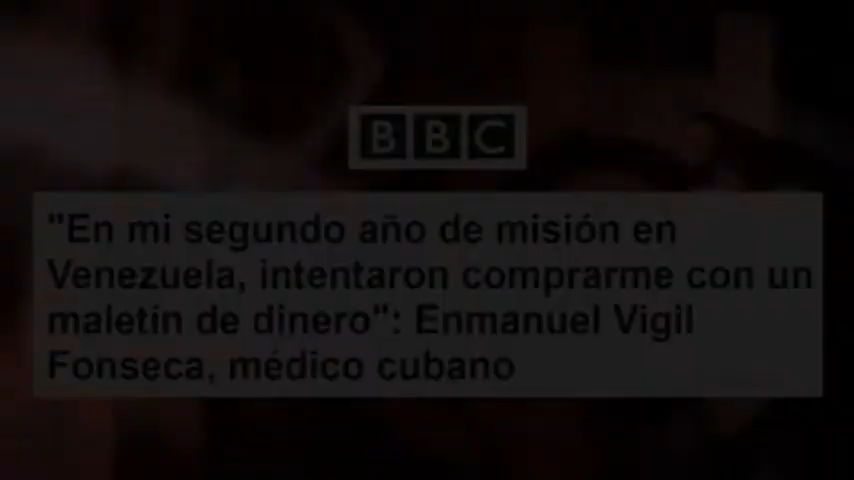 BBC
"En mi segundo año de misión en
Venezuela, intentaron comprarme con un
maletín de dinero": Enmanuel Vigil
Fonseca, médico cubano